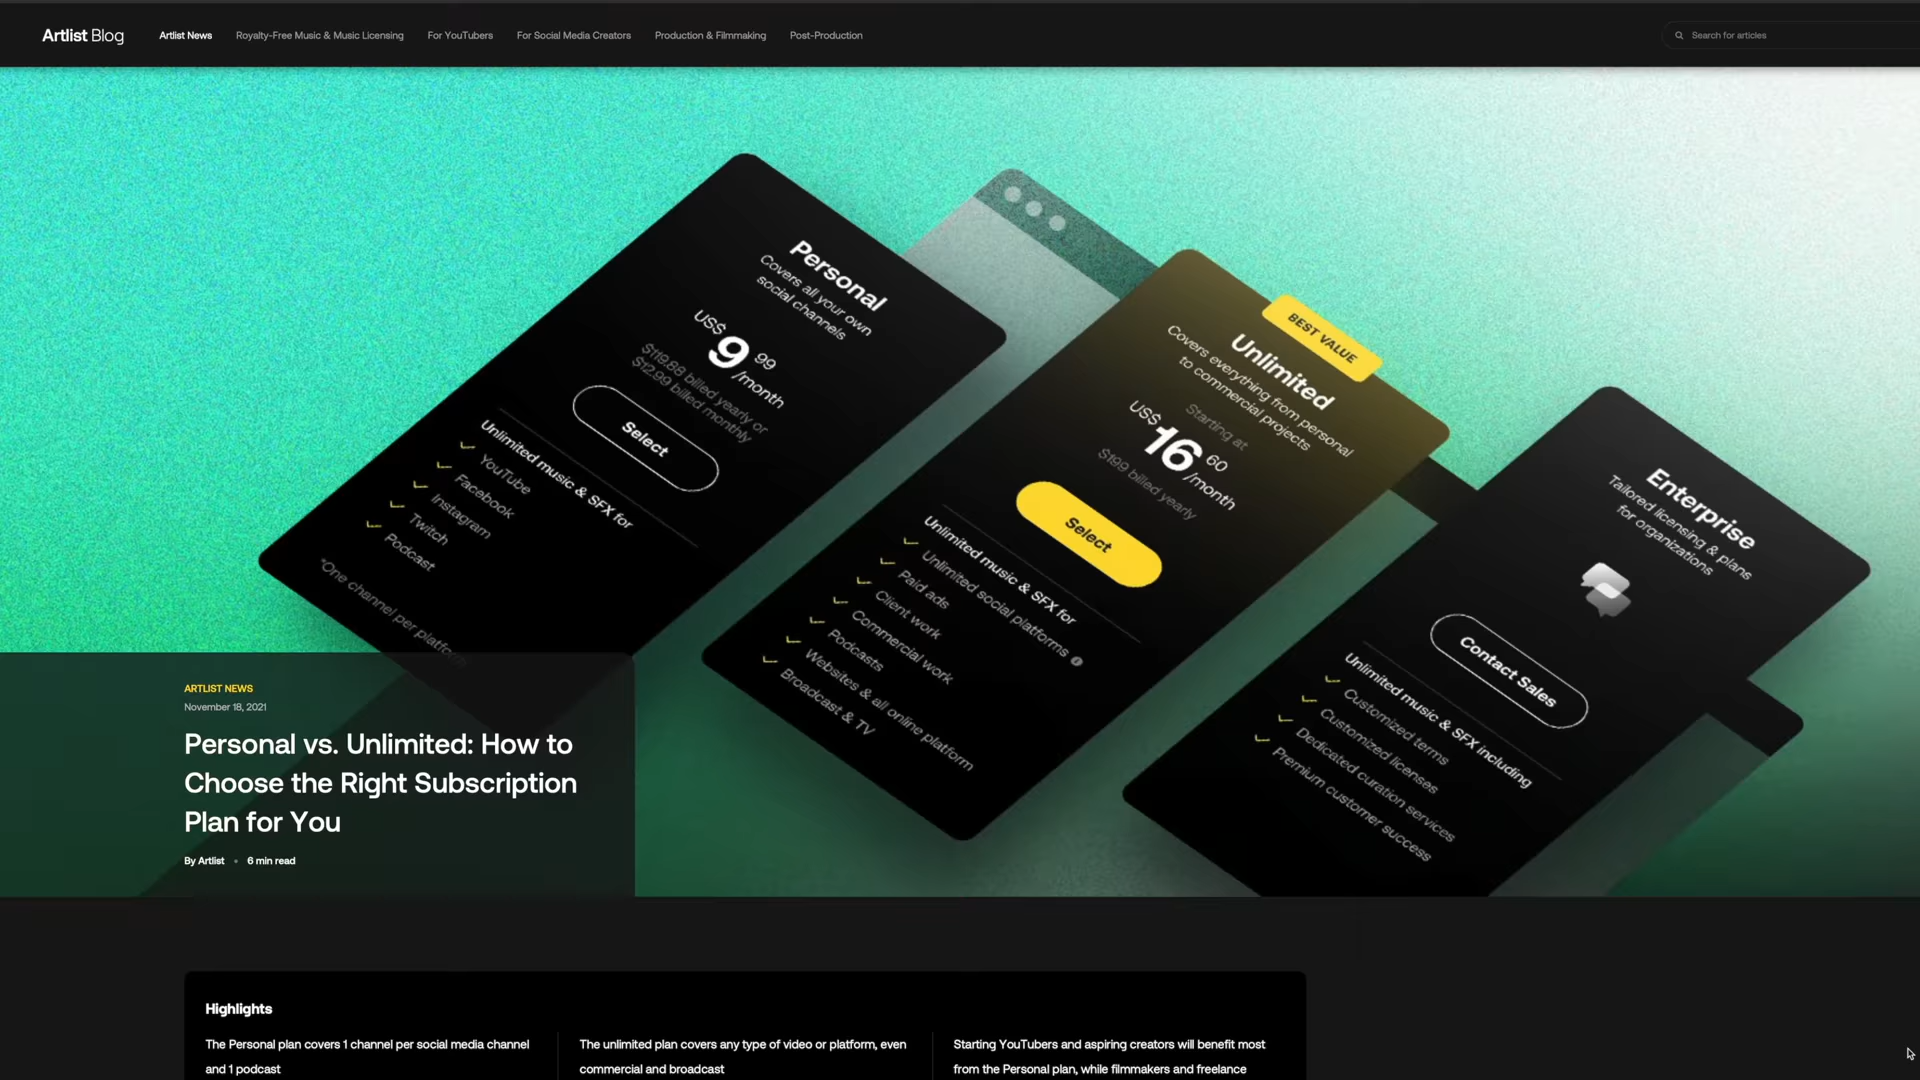 Artlist Blog
Artlist News
Royalty-Free Music & Music Licensing
For YouTubers
For Social Media Creators
Production & Filmmaking
Post-Production
Search for articles
Personal
Covers all your own
social channels
US$ 9 99 /month
$119.88 billed yearly or
$12.99 billed monthly
Select
Unlimited music & SFX for
YouTube
Facebook
Instagram
Twitch
Podcast
*One channel per platform
BEST VALUE
Unlimited
Covers everything from personal
to commercial projects
Starting at
US$ 16 60 /month
$199 billed yearly
Select
Unlimited music & SFX for
Unlimited social platforms
Paid ads
Client work
Commercial work
Podcasts
Websites & all online platform
Broadcast & TV
Enterprise
Tailored licensing & plans
for organizations
Contact Sales
Unlimited music & SFX including
Customized terms
Customized licenses
Dedicated curation services
Premium customer success
ARTLIST NEWS
November 18, 2021
Personal vs. Unlimited: How to
Choose the Right Subscription
Plan for You
By Artlist • 6 min read
Highlights
The Personal plan covers 1 channel per social media channel
and 1 podcast
The unlimited plan covers any type of video or platform, even
commercial and broadcast
Starting YouTubers and aspiring creators will benefit most
from the Personal plan, while filmmakers and freelance